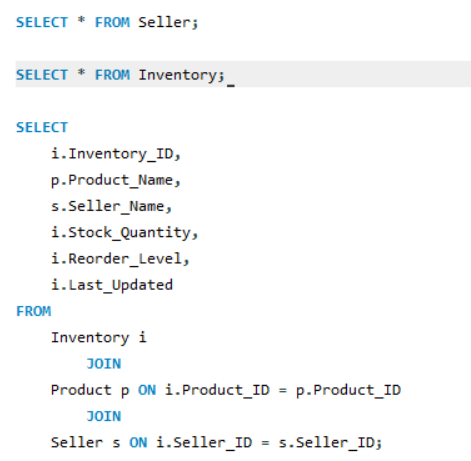 SELECT * FROM Seller;
SELECT * FROM Inventory;
SELECT
i.Inventory_ID,
p.Product_Name,
s.Seller_Name,
i.Stock_Quantity,
i.Reorder_Level,
i.Last_Updated
FROM
Inventory i
JOIN
Product p ON i.Product_ID = p.Product_ID
JOIN
Seller s ON i.Seller_ID = s.Seller_ID;